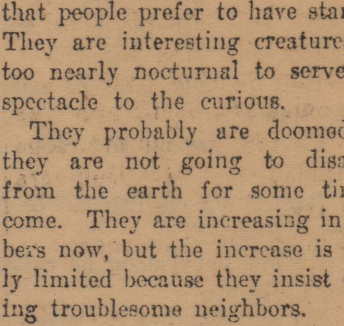 that people prefer to have star
They are interesting creature
too nearly nocturnal to serve
spectacle to the curious.
They probably are doomed
they are not going to disa
from the earth for some ti
come. They are increasing in
bers now, but the increase is
ly limited because they insist
ing troublesome neighbors.